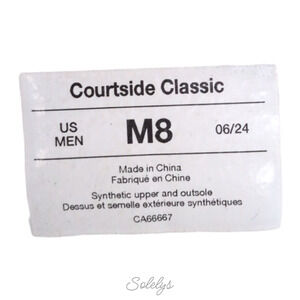 Courtside Classic
US MEN M8 06/24
Made in China
Fabriqué en Chine
Synthetic upper and outsole
Dessus et semelle extérieure synthétiques
CA66667
Solelys